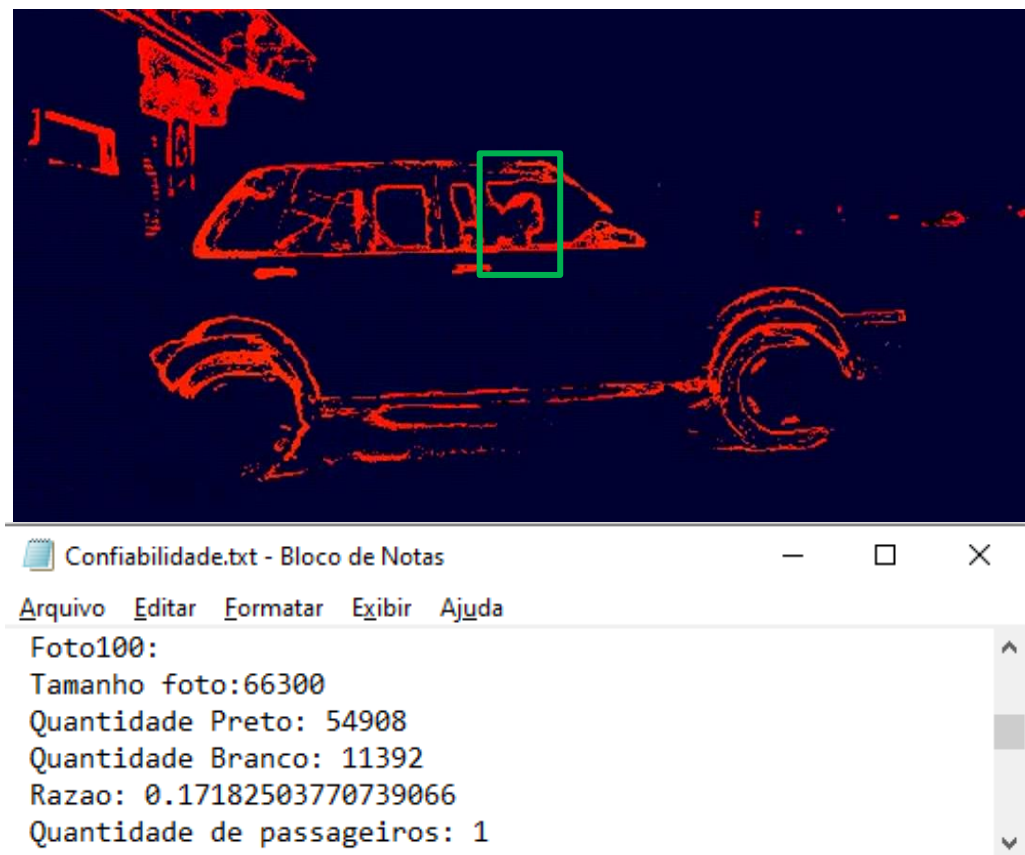 Confiabilidade.txt - Bloco de Notas
Arquivo Editar Formatar Exibir Ajuda
Foto100:
Tamanho foto:66300
Quantidade Preto: 54908
Quantidade Branco: 11392
Razao: 0.17182503770739066
Quantidade de passageiros: 1